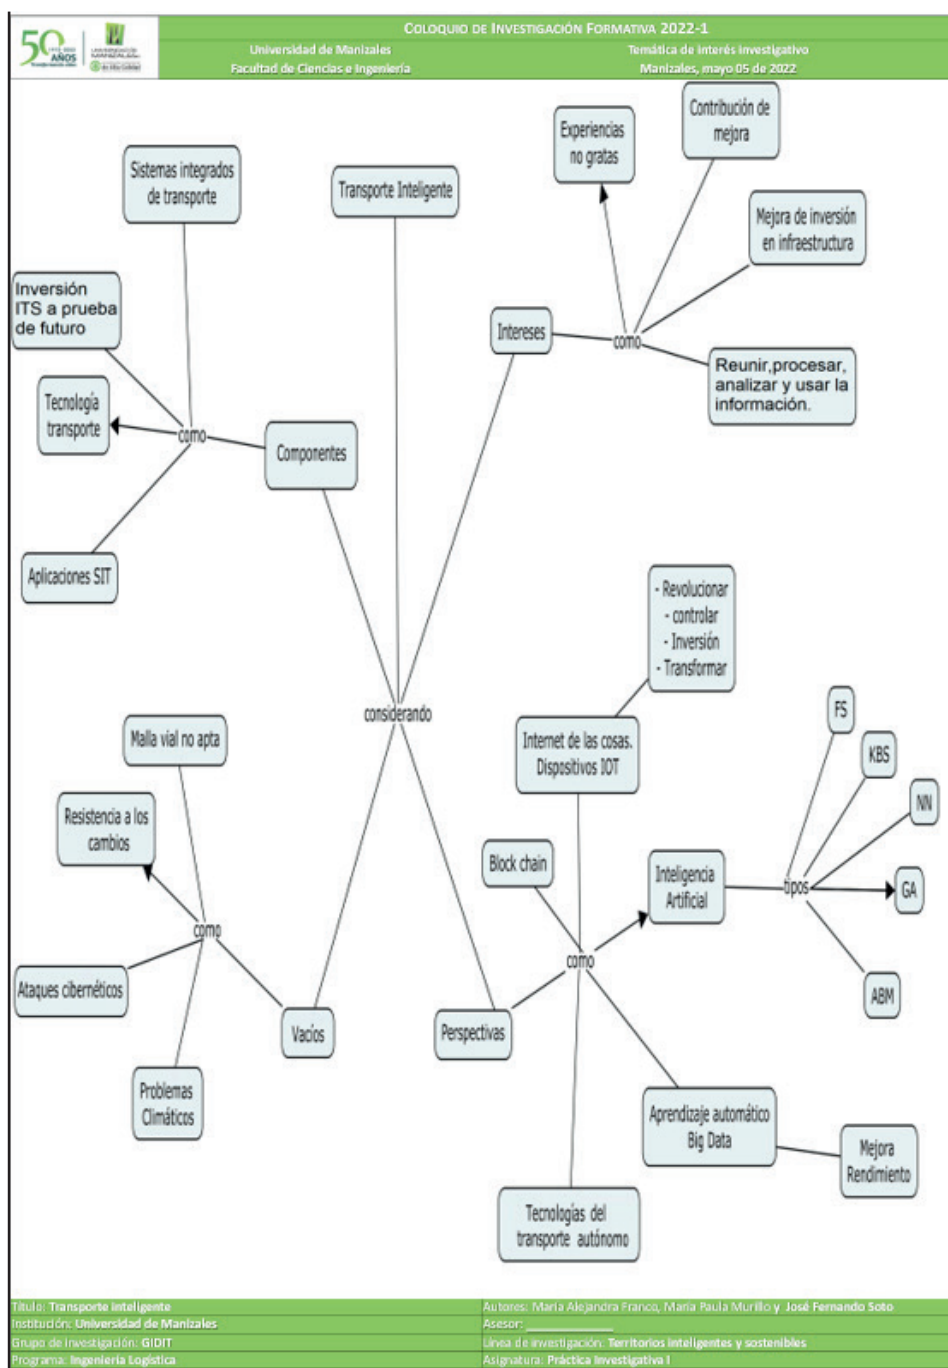 COLOQUIO DE INVESTIGACIÓN FORMATIVA 2022-1
50 AÑOS
UNIVERSIDAD DE MANIZALES
Universidad de Manizales
Facultad de Ciencias e Ingeniería
Temática de interés investigativo
Manizales, mayo 05 de 2022
Sistemas integrados
de transporte
Transporte Inteligente
Experiencias
no gratas
Contribución de
mejora
Mejora de inversión
en infraestructura
Inversión
ITS a prueba
de futuro
Intereses
como
Reunir,procesar,
analizar y usar la
información.
Tecnología
transporte
como
Componentes
Aplicaciones SIT
- Revolucionar
- controlar
- Inversión
- Transformar
considerando
Malla vial no apta
Internet de las cosas.
Dispositivos IOT
FS
KBS
NN
Resistencia a los
cambios
Block chain
Inteligencia
Artificial
tipos
GA
como
como
Ataques cibernéticos
ABM
Vacíos
Perspectivas
Problemas
Climáticos
Aprendizaje automático
Big Data
Mejora
Rendimiento
Tecnologías del
transporte autónomo
Título: Transporte inteligente
Institución: Universidad de Manizales
Grupo de Investigación: GIDIT
Programa: Ingeniería Logística
Autores: María Alejandra Franco, María Paula Murillo y José Fernando Soto
Asesor: ______________
Línea de investigación: Territorios inteligentes y sostenibles
Asignatura: Práctica Investigativa I